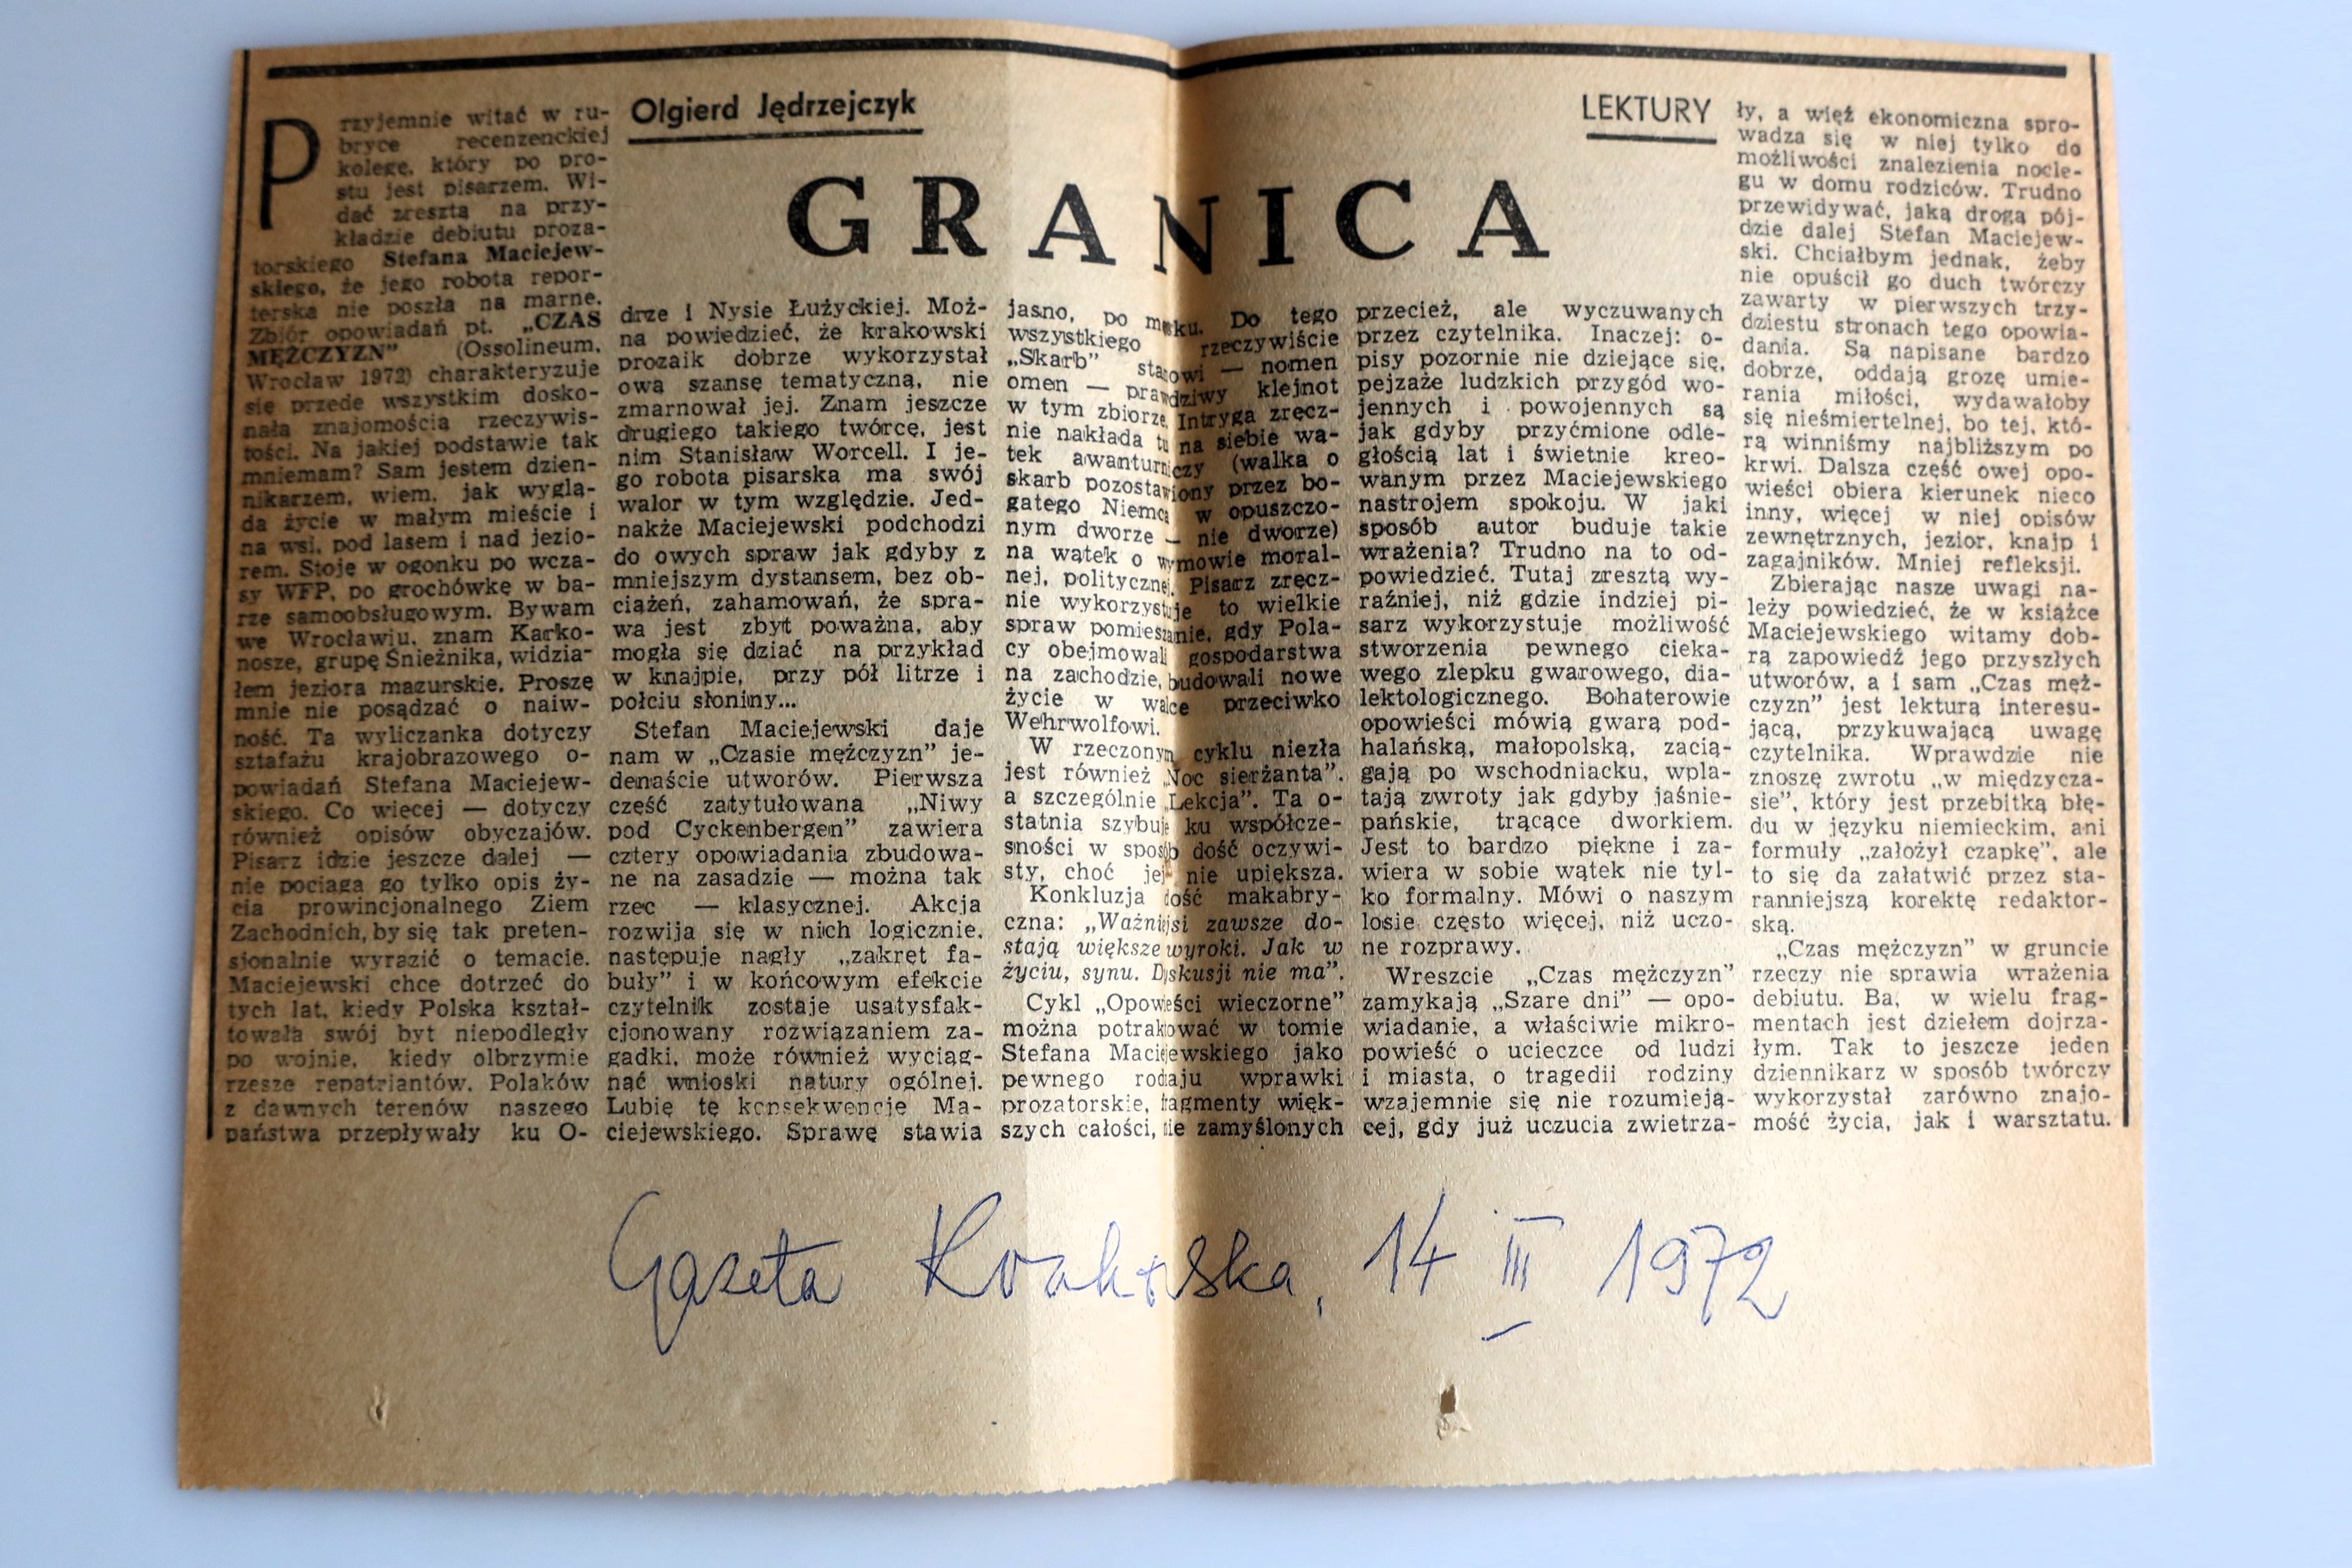 Olgierd Jędrzejczyk
LEKTURY
GRANICA
Przyjemnie witać w ru-
bryce recenzenckiej
kolegę, który po pro-
stu jest pisarzem. Wi-
dać zresztą na przy-
kładzie debiutu proza-
torskiego Stefana Maciejew-
skiego, że jego robota repor-
terska nie poszła na marne.
Zbiór opowiadań pt. „CZAS
MĘŻCZYZN” (Ossolineum,
Wrocław 1972) charakteryzuje
się przede wszystkim dosko-
nała znajomością rzeczywis-
tości. Na jakiej podstawie tak
mniemam? Sam jestem dzien-
nikarzem, wiem, jak wyglą-
da życie w małym mieście i
na wsi, pod lasem i nad jezio-
rem. Stoję w ogonku po wcza-
sy WFP, po grochówkę w ba-
rze samoobsługowym. Bywam
we Wrocławiu, znam Karko-
nosze, grupę Śnieżnika, widzia-
łem jeziora mazurskie. Proszę
mnie nie posądzać o naiw-
ność. Ta wyliczanka dotyczy
sztafażu krajobrazowego o-
powiadań Stefana Maciejew-
skiego. Co więcej — dotyczy
również opisów obyczajów.
Pisarz idzie jeszcze dalej —
nie pociąga go tylko opis ży-
cia prowincjonalnego Ziem
Zachodnich, by się tak preten-
sjonalnie wyrazić o temacie.
Maciejewski chce dotrzeć do
tych lat, kiedy Polska kształ-
towała swój byt niepodległy
po wojnie, kiedy olbrzymie
rzesze repatriantów, Polaków
z dawnych terenów naszego
państwa przepływały ku O-
drze i Nysie Łużyckiej. Moż-
na powiedzieć, że krakowski
prozaik dobrze wykorzystał
ową szansę tematyczną, nie
zmarnował jej. Znam jeszcze
drugiego takiego twórcę, jest
nim Stanisław Worcell. I je-
go robota pisarska ma swój
walor w tym względzie. Jed-
nakże Maciejewski podchodzi
do owych spraw jak gdyby z
mniejszym dystansem, bez ob-
ciążeń, zahamowań, że spra-
wa jest zbyt poważna, aby
mogła się dziać na przykład
w knajpie, przy pół litrze i
połciu słoniny...
Stefan Maciejewski daje
nam w „Czasie mężczyzn” je-
denaście utworów. Pierwsza
część zatytułowana „Niwy
pod Cyckenbergen” zawiera
cztery opowiadania zbudowa-
ne na zasadzie — można tak
rzec — klasycznej. Akcja
rozwija się w nich logicznie,
następuje nagły „zakręt fa-
buły” i w końcowym efekcie
czytelnik zostaje usatysfak-
cjonowany rozwiązaniem za-
gadki, może również wyciąg-
nąć wnioski natury ogólnej.
Lubię tę konsekwencję Ma-
ciejewskiego. Sprawę stawia
jasno, po męsku. Do tego
wszystkiego rzeczywiście
„Skarb” stanowi — nomen
omen — prawdziwy klejnot
w tym zbiorze. Intryga zręcz-
nie nakłada tu na siebie wą-
tek awanturniczy (walka o
skarb pozostawiony przez bo-
gatego Niemca w opuszczo-
nym dworze — nie dworze)
na wątek o wymowie moral-
nej, politycznej. Pisarz zręcz-
nie wykorzystuje to wielkie
spraw pomieszanie, gdy Pola-
cy obejmowali gospodarstwa
na zachodzie, budowali nowe
życie w walce przeciwko
Wehrwolfowi.
W rzeczonym cyklu niezła
jest również „Noc sierżanta”,
a szczególnie „Lekcja”. Ta o-
statnia szybuje ku współcze-
sności w sposób dość oczywi-
sty, choć jej nie upiększa.
Konkluzja dość makabry-
czna: „Ważniejsi zawsze do-
stają większe wyroki. Jak w
życiu, synu. Dyskusji nie ma”.
Cykl „Opowieści wieczorne”
można potraktować w tomie
Stefana Maciejewskiego jako
pewnego rodzaju wprawki
prozatorskie, fragmenty więk-
szych całości, nie zamyślonych
przecież, ale wyczuwanych
przez czytelnika. Inaczej: o-
pisy pozornie nie dziejące się,
pejzaże ludzkich przygód wo-
jennych i powojennych są
jak gdyby przyćmione odle-
głością lat i świetnie kreo-
wanym przez Maciejewskiego
nastrojem spokoju. W jaki
sposób autor buduje takie
wrażenia? Trudno na to od-
powiedzieć. Tutaj zresztą wy-
raźniej, niż gdzie indziej pi-
sarz wykorzystuje możliwość
stworzenia pewnego cieka-
wego zlepku gwarowego, dia-
lektologicznego. Bohaterowie
opowieści mówią gwarą pod-
halańską, małopolską, zacią-
gają po wschodniacku, wpla-
tają zwroty jak gdyby jaśnie-
pańskie, trącące dworkiem.
Jest to bardzo piękne i za-
wiera w sobie wątek nie tyl-
ko formalny. Mówi o naszym
losie często więcej, niż uczo-
ne rozprawy.
Wreszcie „Czas mężczyzn”
zamykają „Szare dni” — opo-
wiadanie, a właściwie mikro-
powieść o ucieczce od ludzi
i miasta, o tragedii rodziny
wzajemnie się nie rozumieją-
cej, gdy już uczucia zwietrza-
ły, a więź ekonomiczna spro-
wadza się w niej tylko do
możliwości znalezienia nocle-
gu w domu rodziców. Trudno
przewidywać, jaką drogą pój-
dzie dalej Stefan Maciejew-
ski. Chciałbym jednak, żeby
nie opuścił go duch twórczy
zawarty w pierwszych trzy-
dziestu stronach tego opowia-
dania. Są napisane bardzo
dobrze, oddają grozę umie-
rania miłości, wydawałoby
się nieśmiertelnej, bo tej, któ-
rą winniśmy najbliższym po
krwi. Dalsza część owej opo-
wieści obiera kierunek nieco
inny, więcej w niej opisów
zewnętrznych, jezior, knajp i
zagajników. Mniej refleksji.
Zbierając nasze uwagi na-
leży powiedzieć, że w książce
Maciejewskiego witamy dob-
rą zapowiedź jego przyszłych
utworów, a i sam „Czas męż-
czyzn” jest lekturą interesu-
jącą, przykuwającą uwagę
czytelnika. Wprawdzie nie
znoszę zwrotu „w międzycza-
sie”, który jest przebitką błę-
du w języku niemieckim, ani
formuły „założył czapkę”, ale
to się da załatwić przez sta-
ranniejszą korektę redaktor-
ską.
„Czas mężczyzn” w gruncie
rzeczy nie sprawia wrażenia
debiutu. Ba, w wielu frag-
mentach jest dziełem dojrza-
łym. Tak to jeszcze jeden
dziennikarz w sposób twórczy
wykorzystał zarówno znajo-
mość życia, jak i warsztatu.
Gazeta Krakowska, 14 III 1972